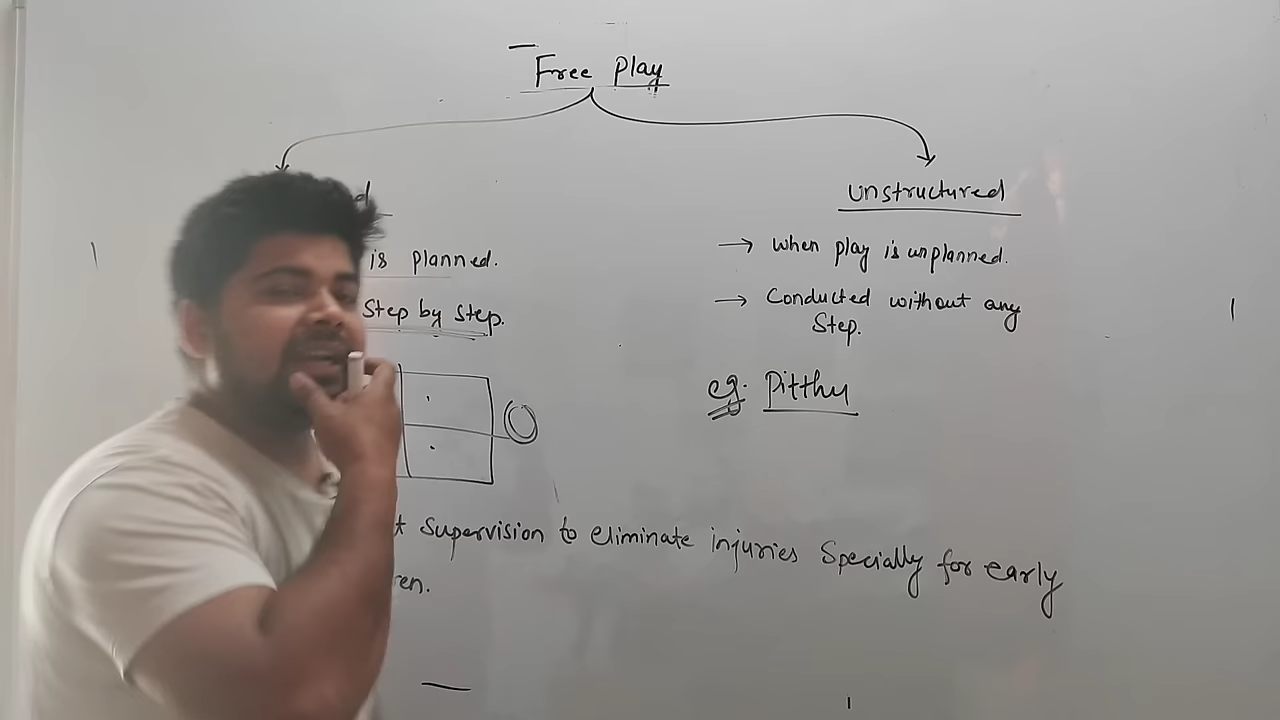 Free Play
unstructured
is planned.
→ when play is unplanned.
Step by Step.
→ Conducted without any
Step.
eg. Pitthu
Supervision to eliminate injuries Specially for early